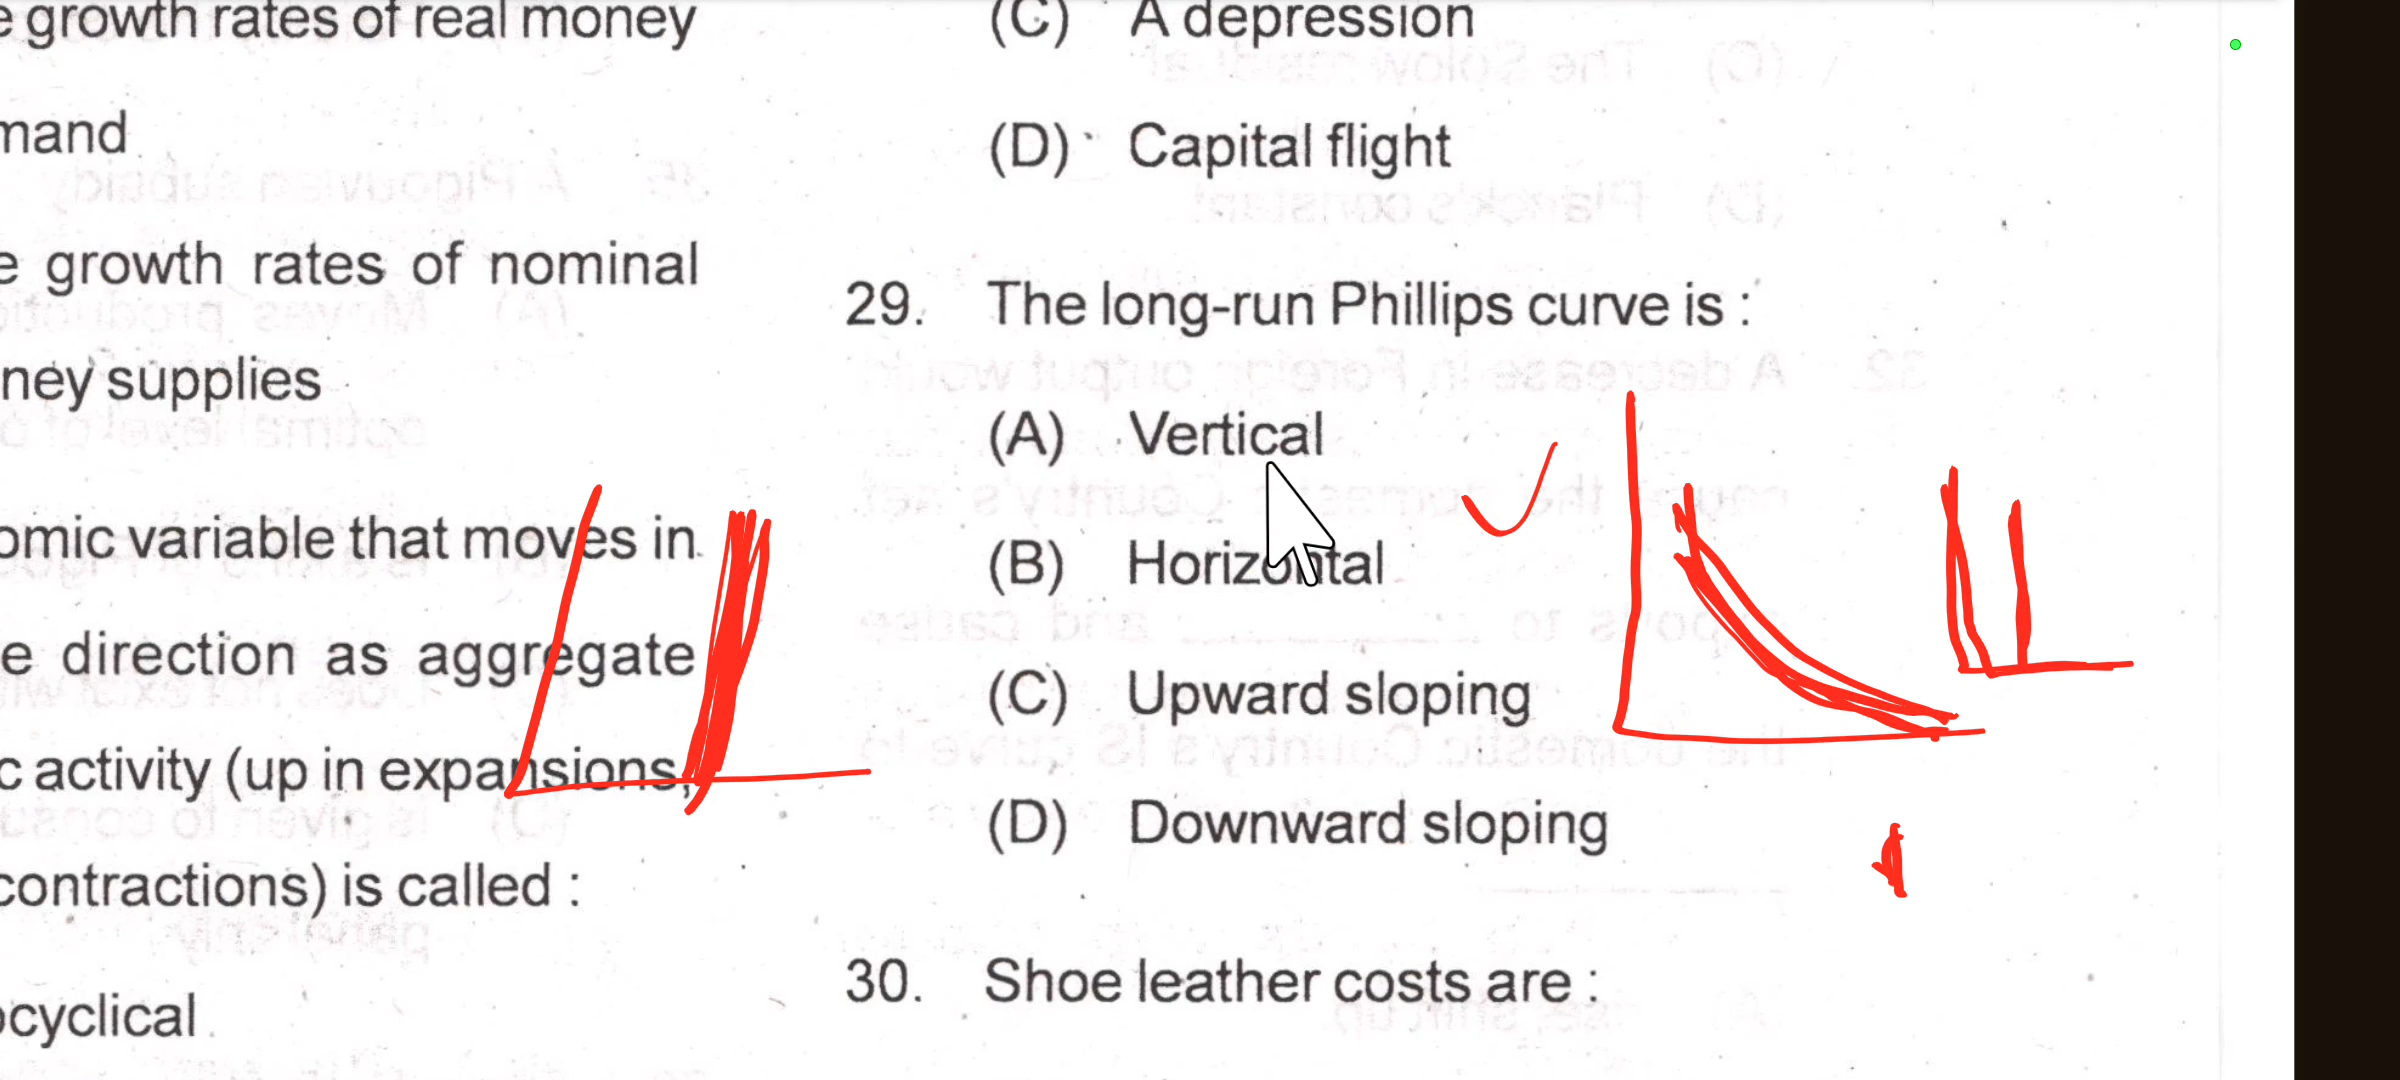 growth rates of real money
mand
growth rates of nominal
ney supplies
omic variable that moves in
e direction as aggregate
c activity (up in expansions,
contractions) is called :
ocyclical
(C) A depression
(D) Capital flight
29. The long-run Phillips curve is :
(A) Vertical
(B) Horizontal
(C) Upward sloping
(D) Downward sloping
30. Shoe leather costs are :